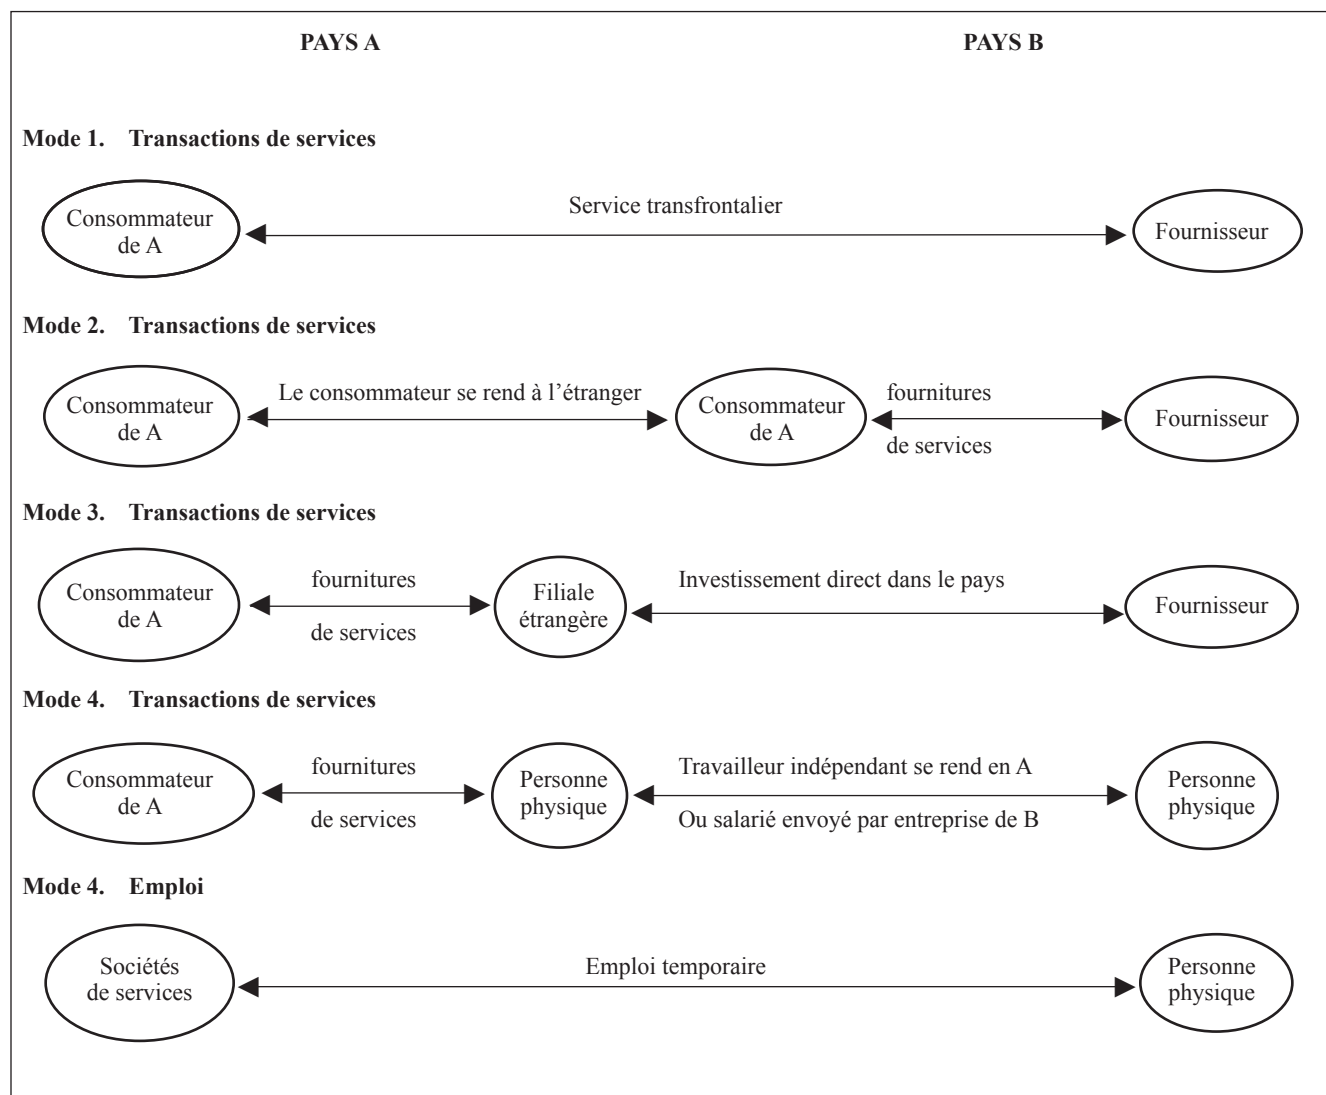 PAYS A
PAYS B
Mode 1. Transactions de services
Consommateur
de A
Service transfrontalier
Fournisseur
Mode 2. Transactions de services
Consommateur
de A
Le consommateur se rend à l’étranger
Consommateur
de A
fournitures
de services
Fournisseur
Mode 3. Transactions de services
Consommateur
de A
fournitures
de services
Filiale
étrangère
Investissement direct dans le pays
Fournisseur
Mode 4. Transactions de services
Consommateur
de A
fournitures
de services
Personne
physique
Travailleur indépendant se rend en A
Ou salarié envoyé par entreprise de B
Personne
physique
Mode 4. Emploi
Sociétés
de services
Emploi temporaire
Personne
physique